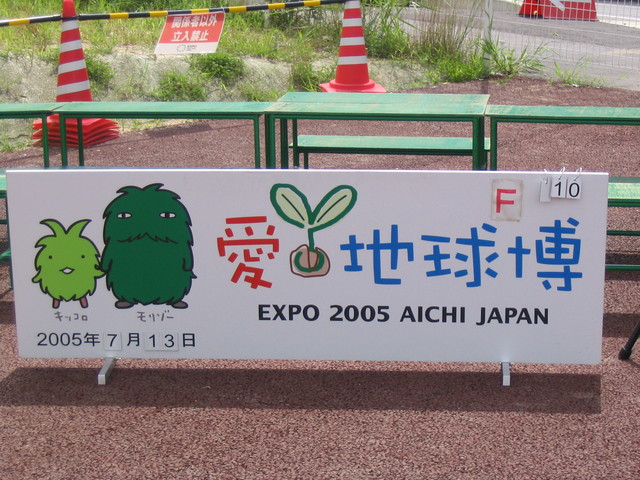 関係者以外
立入禁止
F 10
愛・地球博
キッコロ モリゾー
EXPO 2005 AICHI JAPAN
2005年7月13日